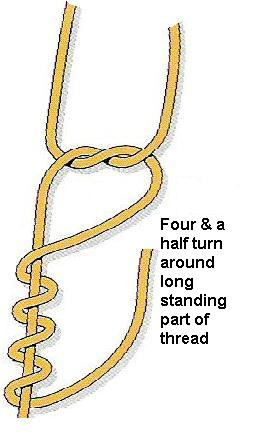 Four & a
half turn
around
long
standing
part of
thread